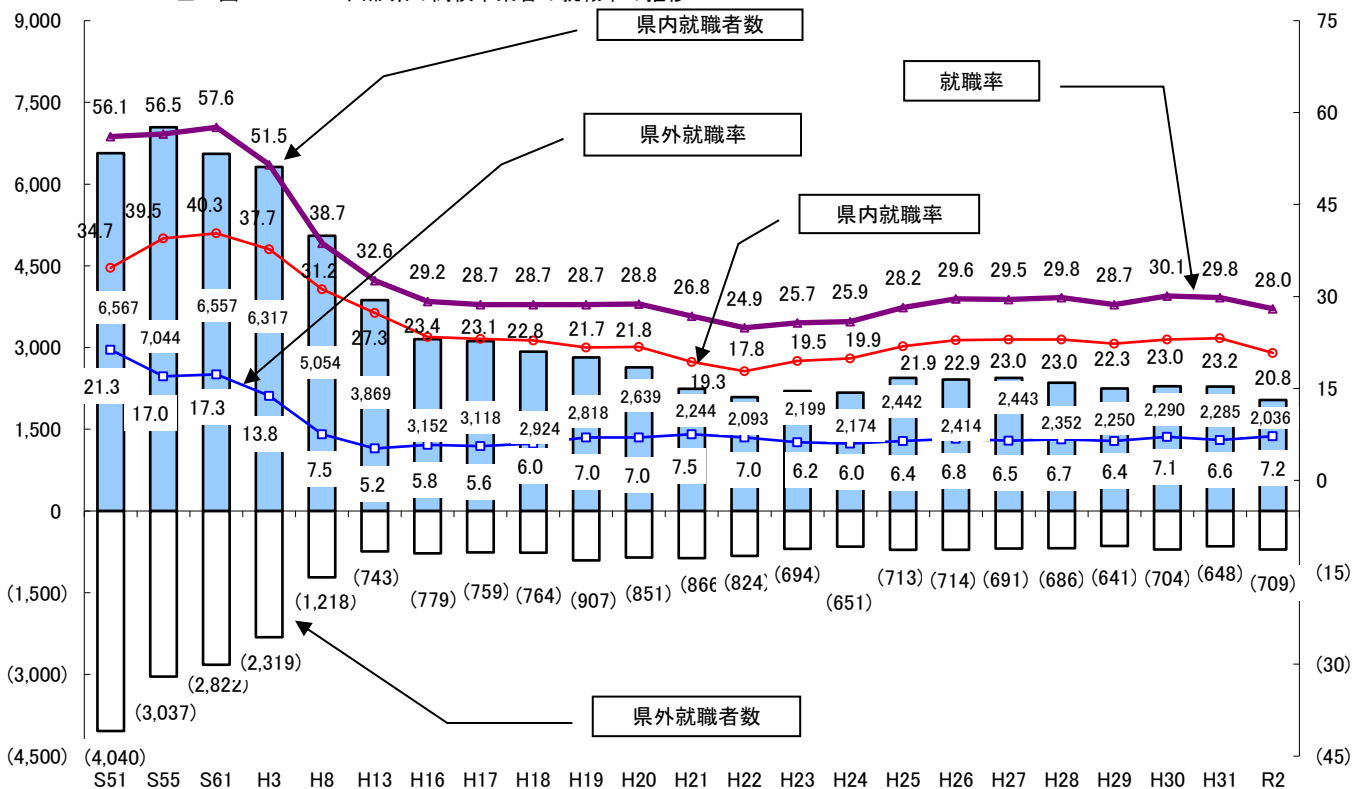 県内就職者数
就職率
県外就職率
県内就職率
県外就職者数
9,000
7,500
6,000
4,500
3,000
1,500
0
(1,500)
(3,000)
(4,500)
75
60
45
30
15
0
(15)
(30)
(45)
56.1 56.5 57.6 51.5 38.7 32.6 29.2 28.7 28.7 28.7 28.8 26.8 24.9 25.7 25.9 28.2 29.6 29.5 29.8 28.7 30.1 29.8 28.0
34.7 39.5 40.3 37.7 31.2 27.3 23.4 23.1 22.8 21.7 21.8 19.3 17.8 19.5 19.9 21.9 22.9 23.0 23.0 22.3 23.0 23.2 20.8
6,567 7,044 6,557 6,317 5,054 3,869 3,152 3,118 2,924 2,818 2,639 2,244 2,093 2,199 2,174 2,442 2,414 2,443 2,352 2,250 2,290 2,285 2,036
21.3 17.0 17.3 13.8 7.5 5.2 5.8 5.6 6.0 7.0 7.0 7.5 7.0 6.2 6.0 6.4 6.8 6.5 6.7 6.4 7.1 6.6 7.2
(4,040) (3,037) (2,822) (2,319) (1,218) (743) (779) (759) (764) (907) (851) (866) (824) (694) (651) (713) (714) (691) (686) (641) (704) (648) (709)
S51 S55 S61 H3 H8 H13 H16 H17 H18 H19 H20 H21 H22 H23 H24 H25 H26 H27 H28 H29 H30 H31 R2